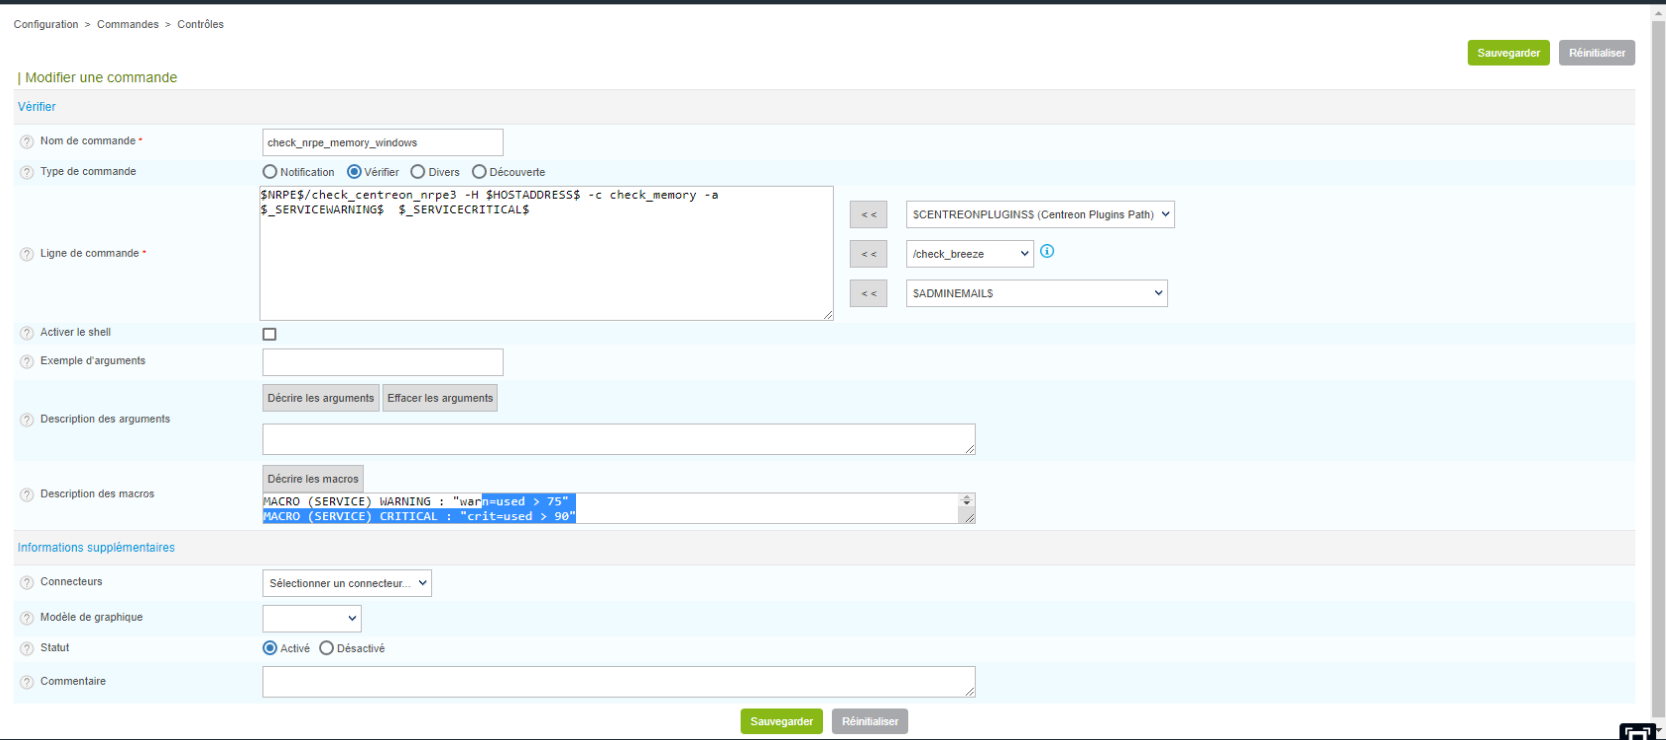 Configuration > Commandes > Contrôles
Sauvegarder Réinitialiser
| Modifier une commande
Vérifier
Nom de commande * check_nrpe_memory_windows
Type de commande Notification Vérifier Divers Découverte
$NRPE$/check_centreon_nrpe3 -H $HOSTADDRESS$ -c check_memory -a
$_SERVICEWARNING$ $_SERVICECRITICAL$
<< $CENTREONPLUGINS$ (Centreon Plugins Path)
Ligne de commande *
<< /check_breeze
<< $ADMINEMAIL$
Activer le shell
Exemple d'arguments
Décrire les arguments Effacer les arguments
Description des arguments
Décrire les macros
Description des macros
MACRO (SERVICE) WARNING : "warn=used > 75"
MACRO (SERVICE) CRITICAL : "crit=used > 90"
Informations supplémentaires
Connecteurs Sélectionner un connecteur...
Modèle de graphique
Statut Activé Désactivé
Commentaire
Sauvegarder Réinitialiser